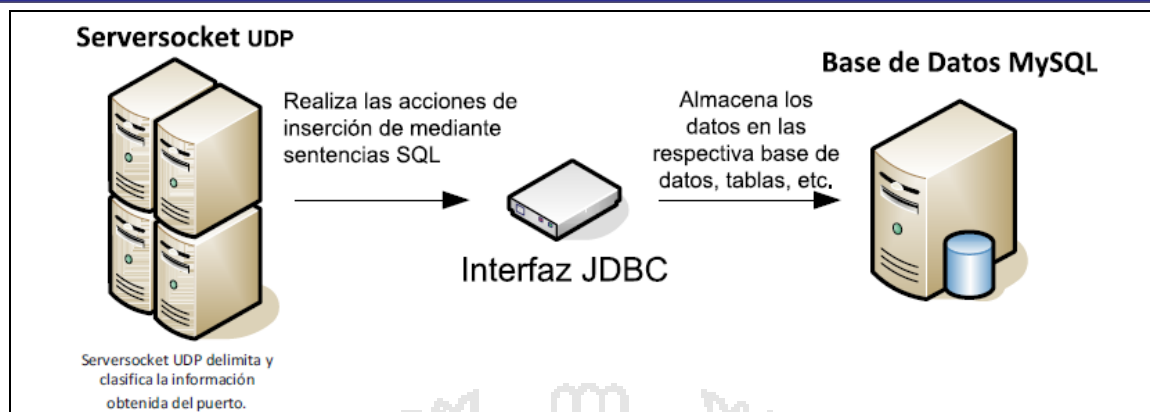 Serversocket UDP
Realiza las acciones de
inserción de mediante
sentencias SQL
Almacena los
datos en las
respectiva base de
datos, tablas, etc.
Base de Datos MySQL
Interfaz JDBC
Serversocket UDP delimita y
clasifica la información
obtenida del puerto.